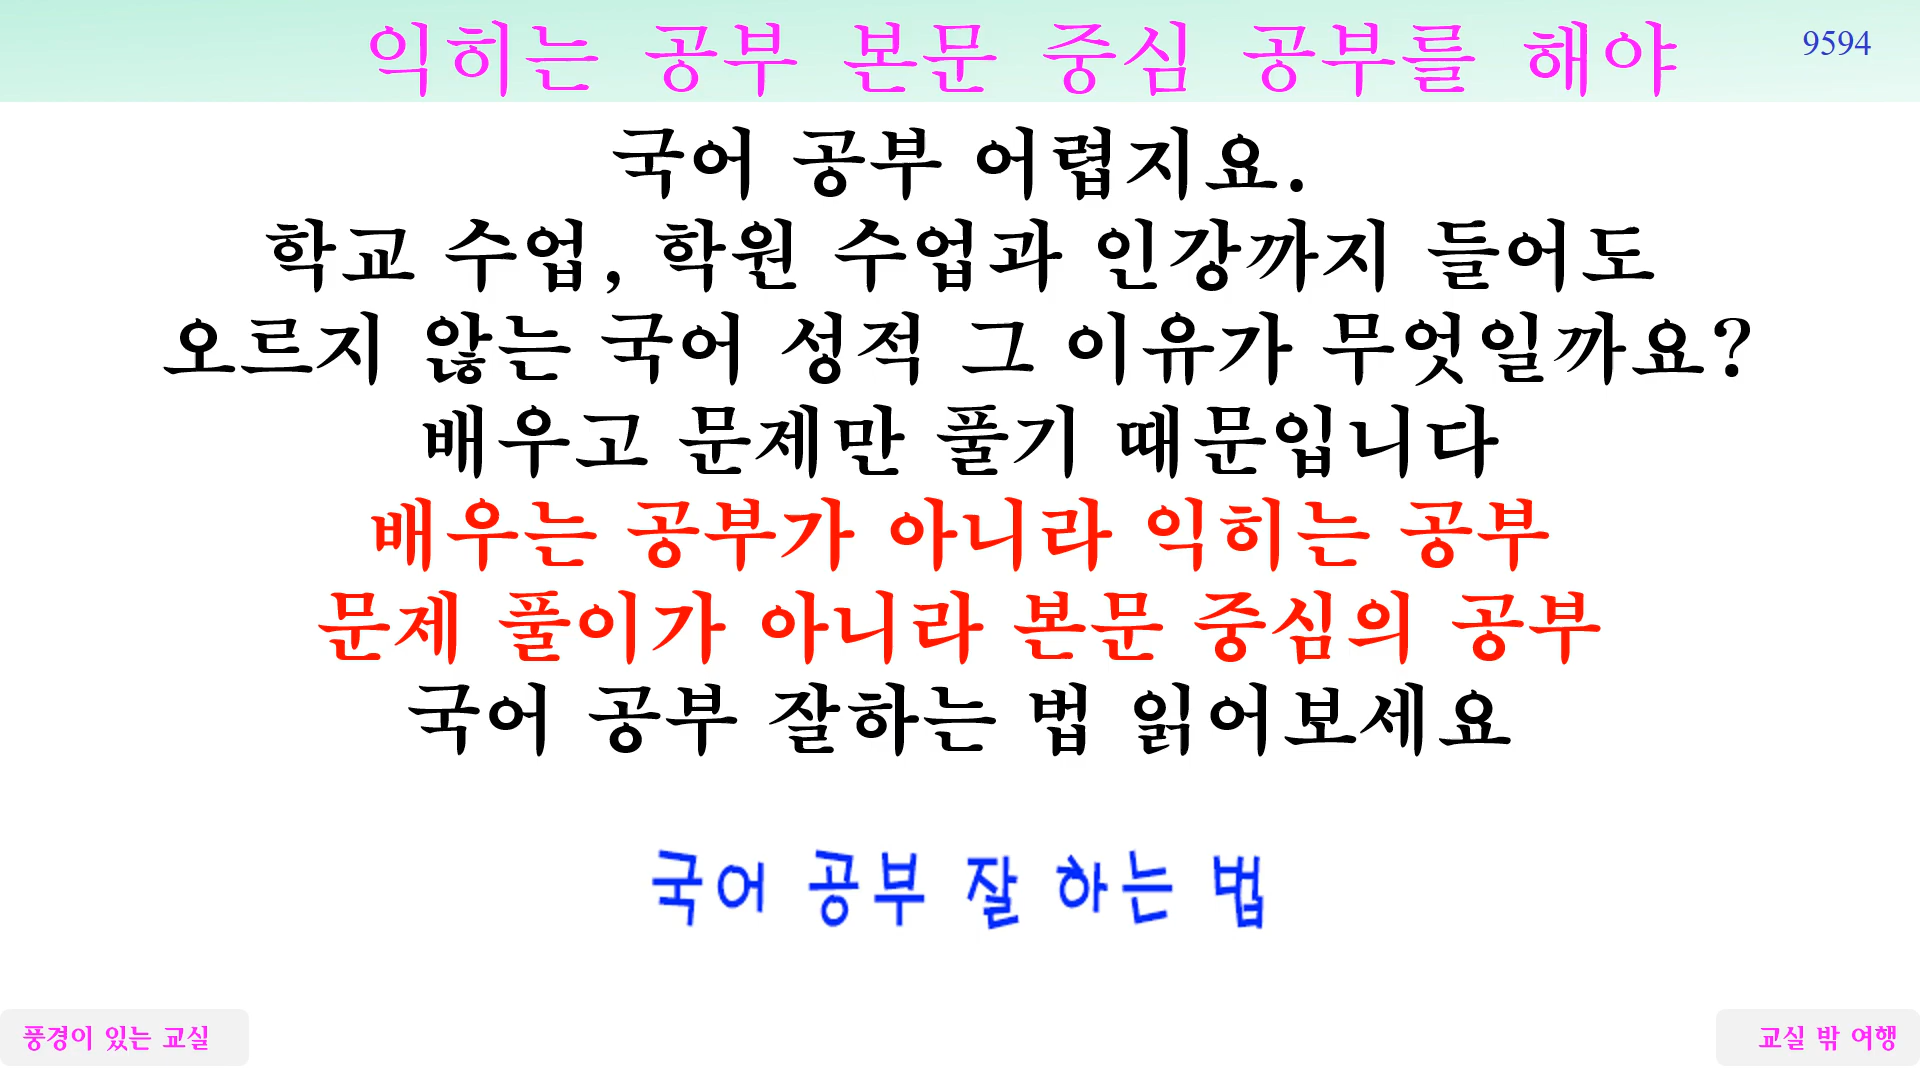 익히는 공부 본문 중심 공부를 해야
9594
국어 공부 어렵지요.
학교 수업, 학원 수업과 인강까지 들어도
오르지 않는 국어 성적 그 이유가 무엇일까요?
배우고 문제만 풀기 때문입니다
배우는 공부가 아니라 익히는 공부
문제 풀이가 아니라 본문 중심의 공부
국어 공부 잘하는 법 읽어보세요
국어 공부 잘 하는 법
풍경이 있는 교실
교실 밖 여행